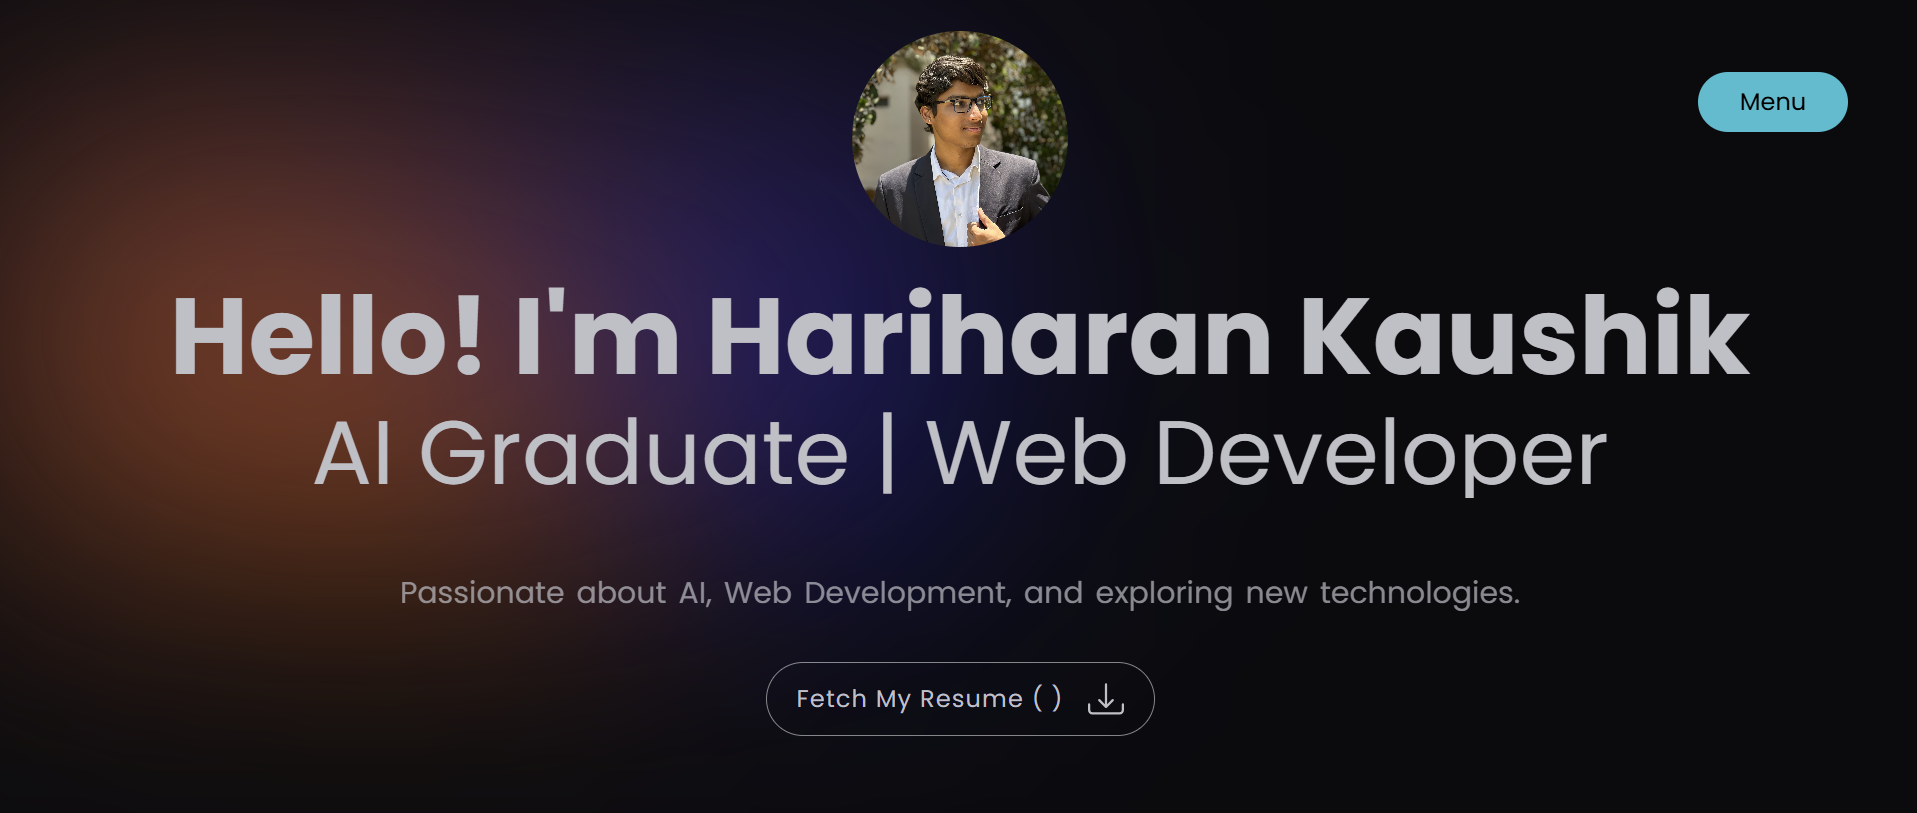 Menu
Hello! I'm Hariharan Kaushik
AI Graduate | Web Developer
Passionate about AI, Web Development, and exploring new technologies.
Fetch My Resume ( )